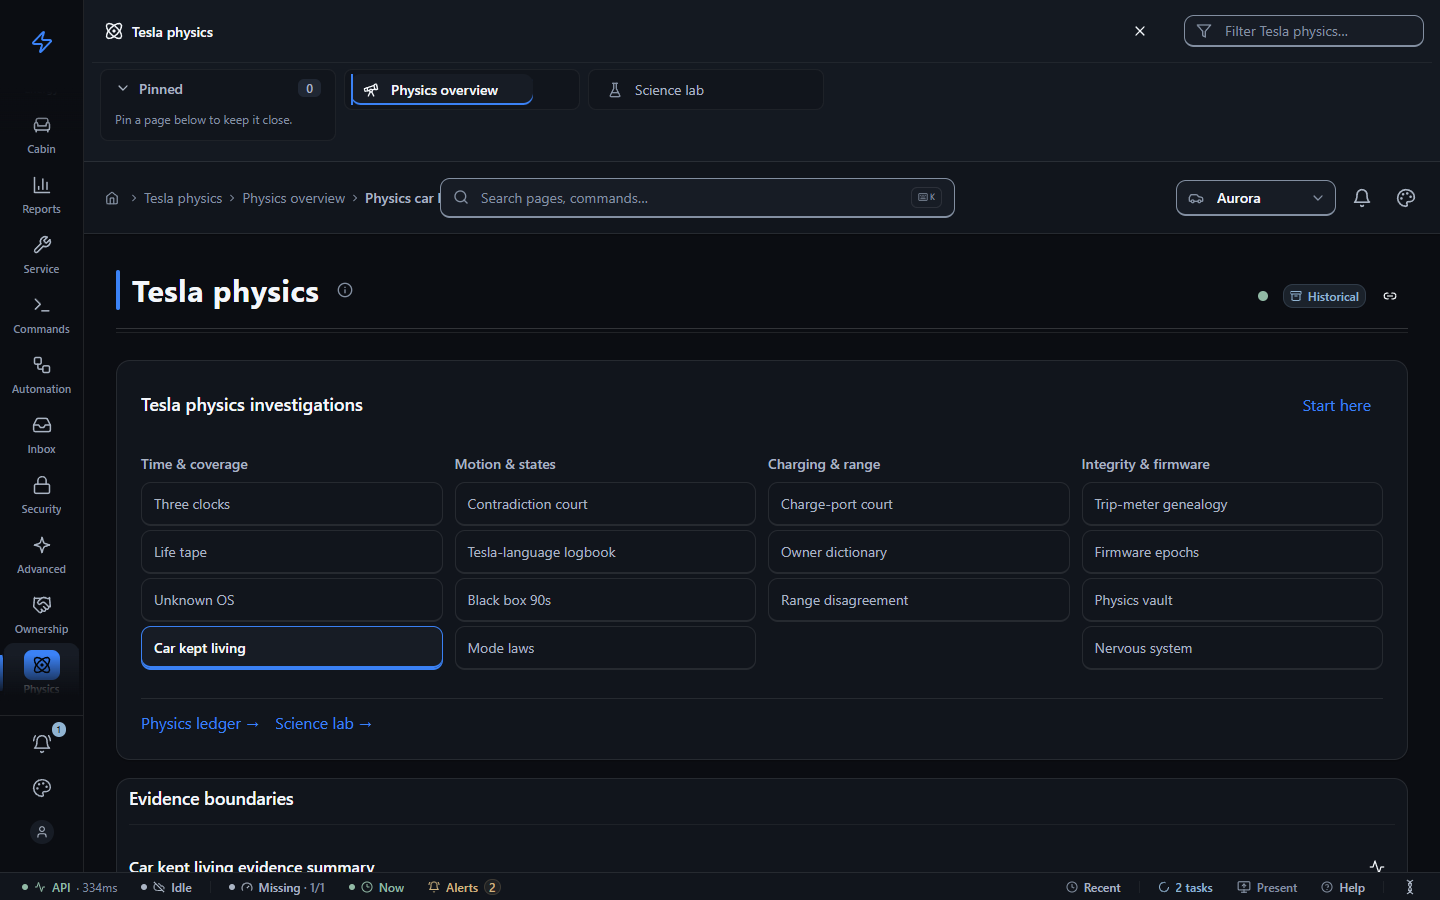 Tesla physics
Filter Tesla physics...
Pinned
0
Pin a page below to keep it close.
Physics overview
Science lab
Cabin
Reports
Service
Commands
Automation
Inbox
Security
Advanced
Ownership
Physics
1
Tesla physics
Physics overview
Physics car
Search pages, commands...
K
Aurora
Tesla physics
Historical
Tesla physics investigations
Start here
Time & coverage
Three clocks
Life tape
Unknown OS
Car kept living
Motion & states
Contradiction court
Tesla-language logbook
Black box 90s
Mode laws
Charging & range
Charge-port court
Owner dictionary
Range disagreement
Integrity & firmware
Trip-meter genealogy
Firmware epochs
Physics vault
Nervous system
Physics ledger →
Science lab →
Evidence boundaries
Car kept living evidence summary
API · 334ms
Idle
Missing · 1/1
Now
Alerts 2
Recent
2 tasks
Present
Help